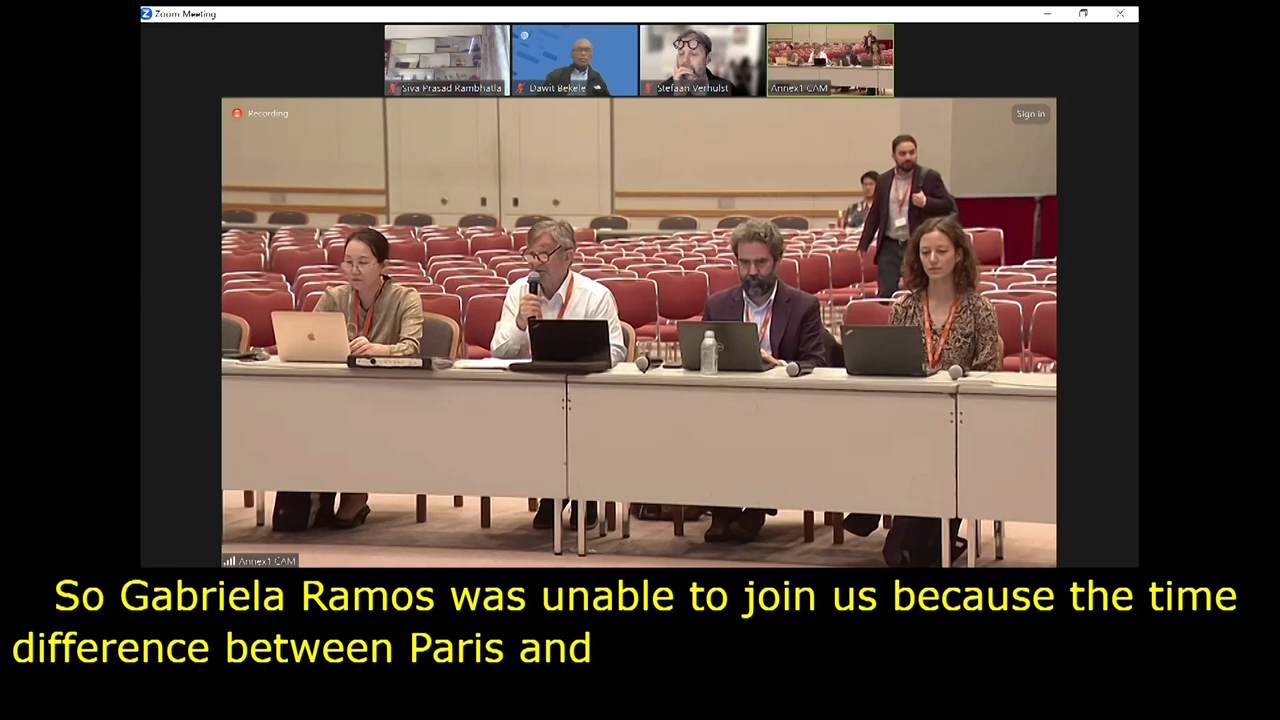 Zoom Meeting
Siva Prasad Rambhatla
Dawit Bekele
Stefaan Verhulst
Annex1 CAM
Recording
Sign in
Annex1 CAM
So Gabriela Ramos was unable to join us because the time
difference between Paris and